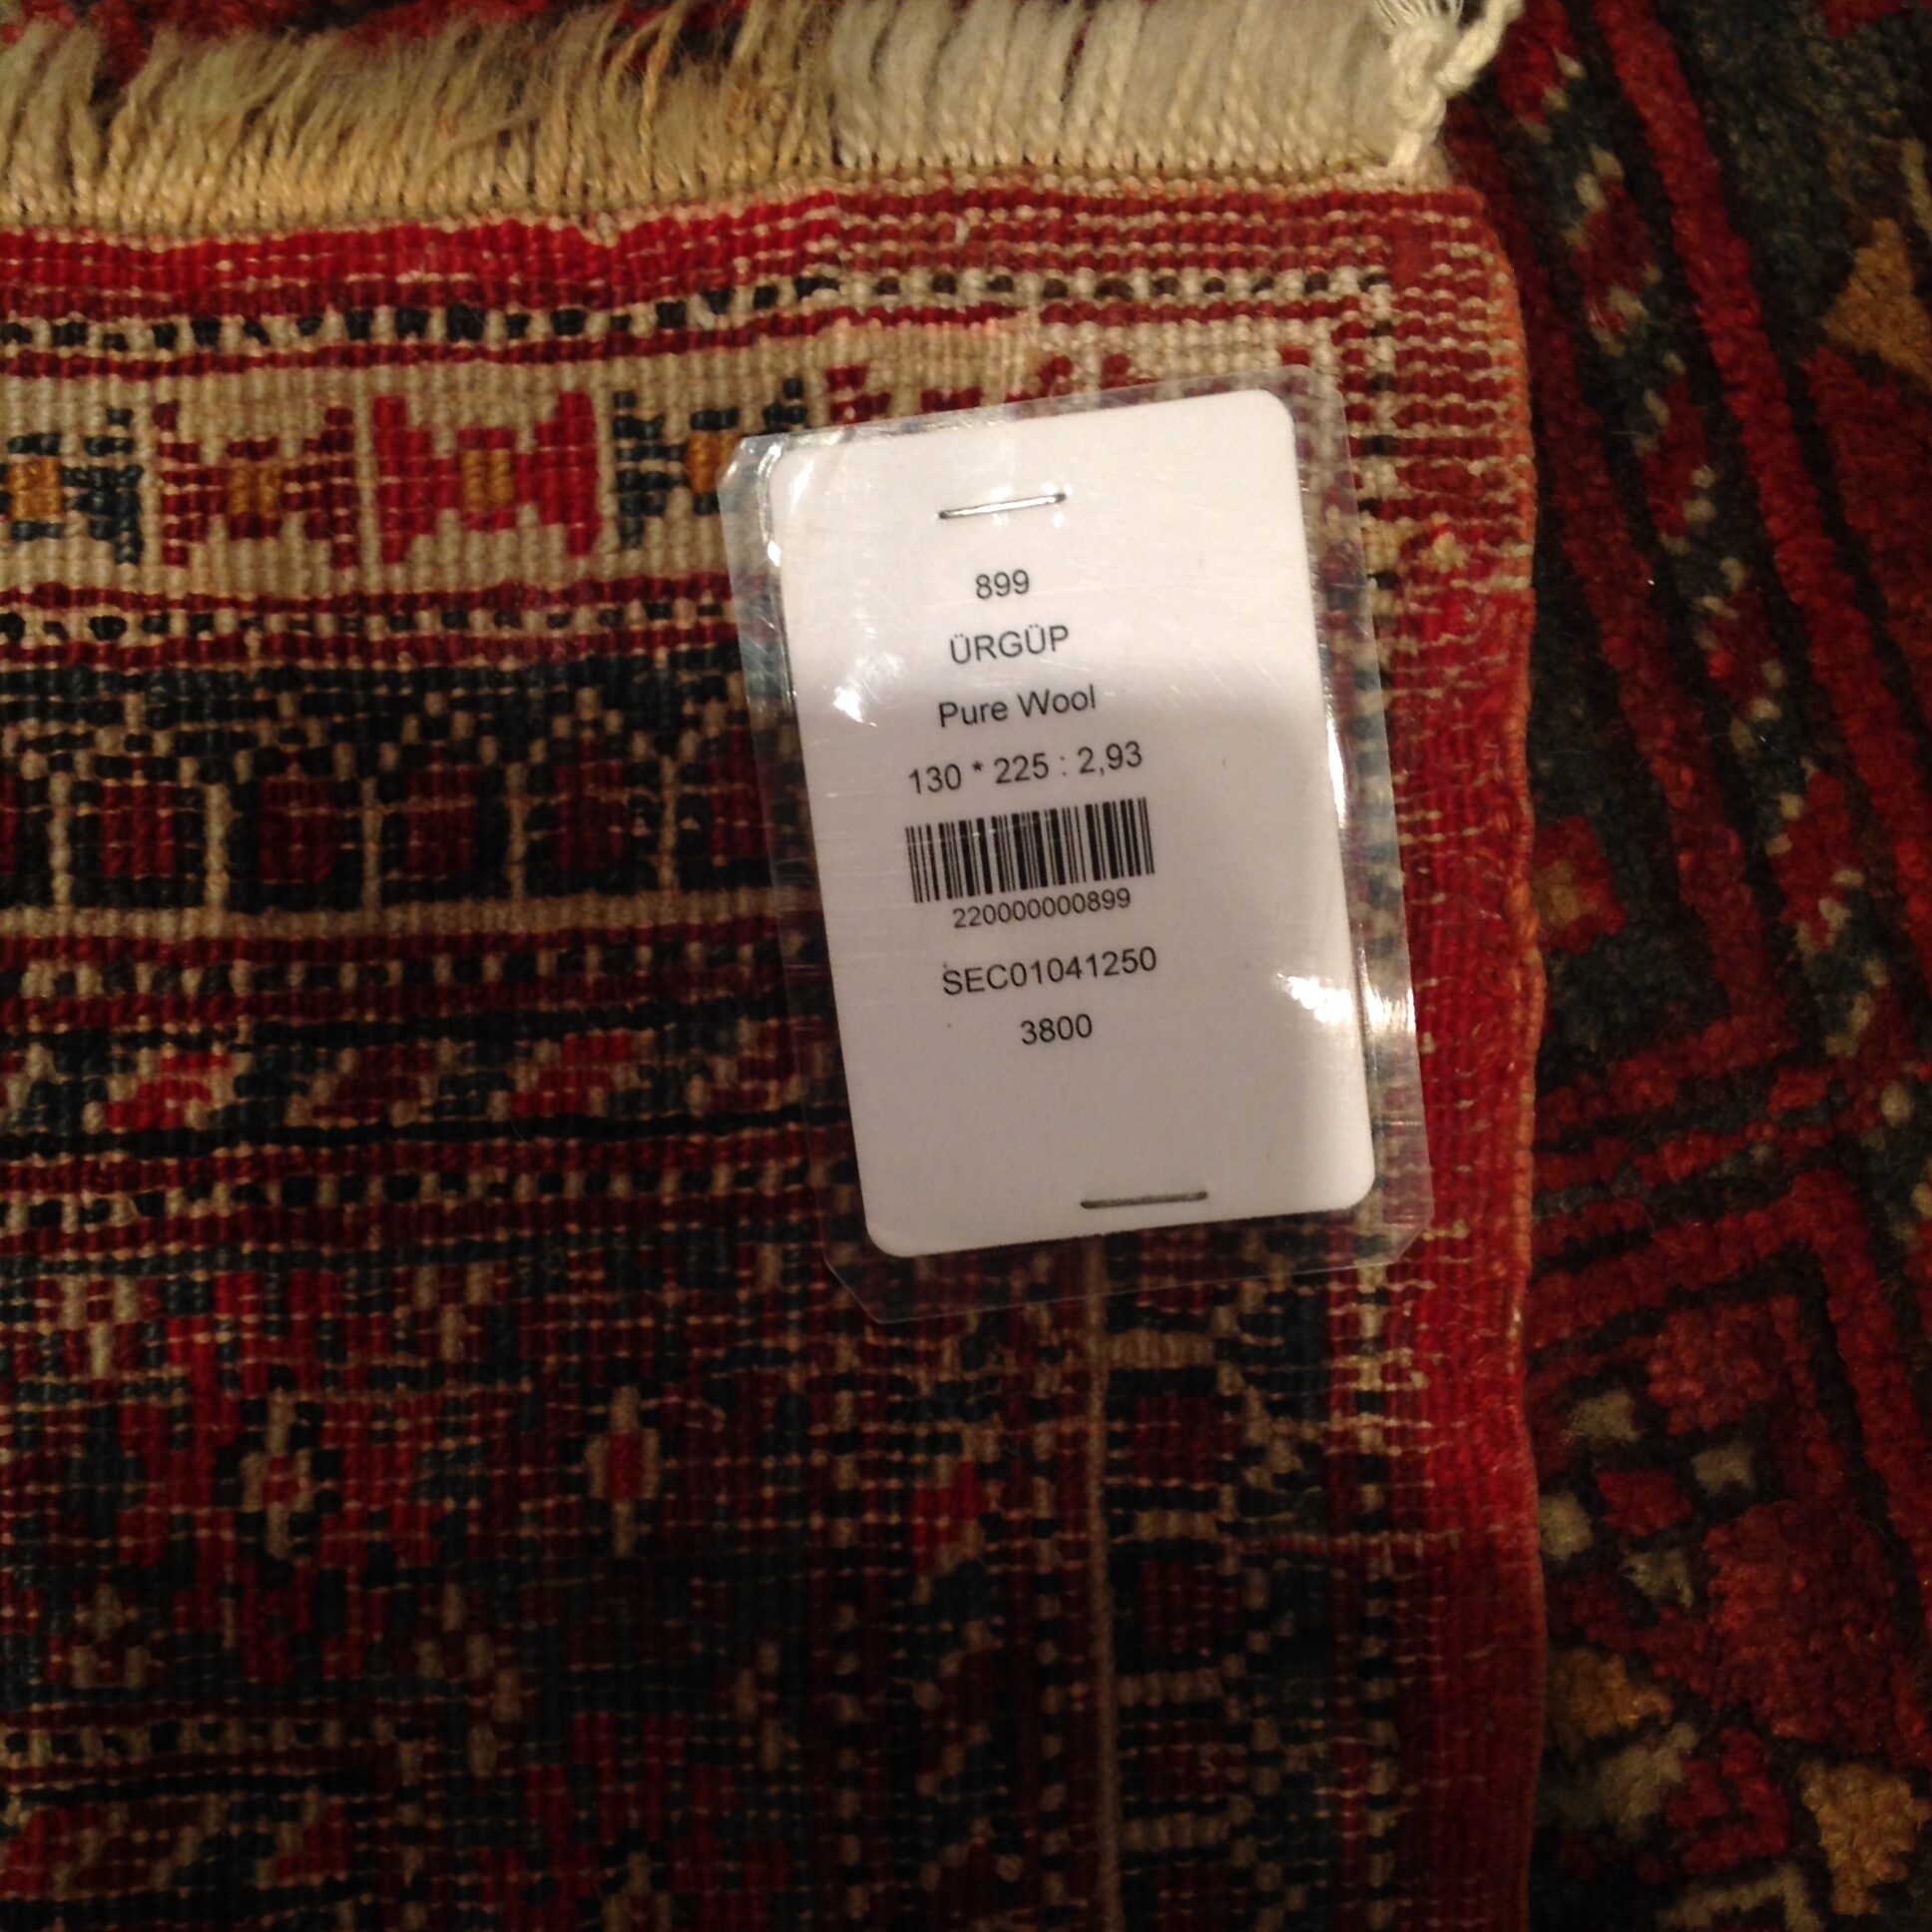 899
ÜRGÜP
Pure Wool
130 * 225 : 2,93
220000000899
SEC01041250
3800